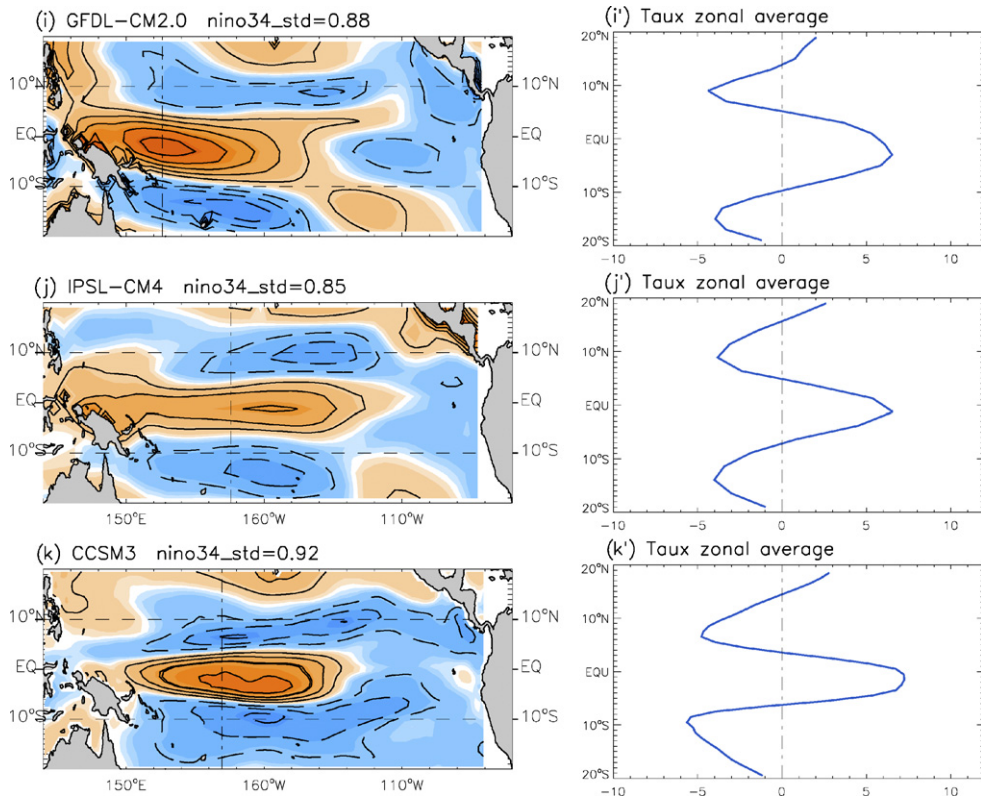 (i) GFDL-CM2.0 nino34_std=0.88
(i') Taux zonal average
10°N
EQ
10°S
10°N
EQ
10°S
20°N
10°N
EQU
10°S
20°S
-10 -5 0 5 10
(j) IPSL-CM4 nino34_std=0.85
(j') Taux zonal average
10°N
EQ
10°S
10°N
EQ
10°S
150°E 160°W 110°W
20°N
10°N
EQU
10°S
20°S
-10 -5 0 5 10
(k) CCSM3 nino34_std=0.92
(k') Taux zonal average
10°N
EQ
10°S
10°N
EQ
10°S
150°E 160°W 110°W
20°N
10°N
EQU
10°S
20°S
-10 -5 0 5 10